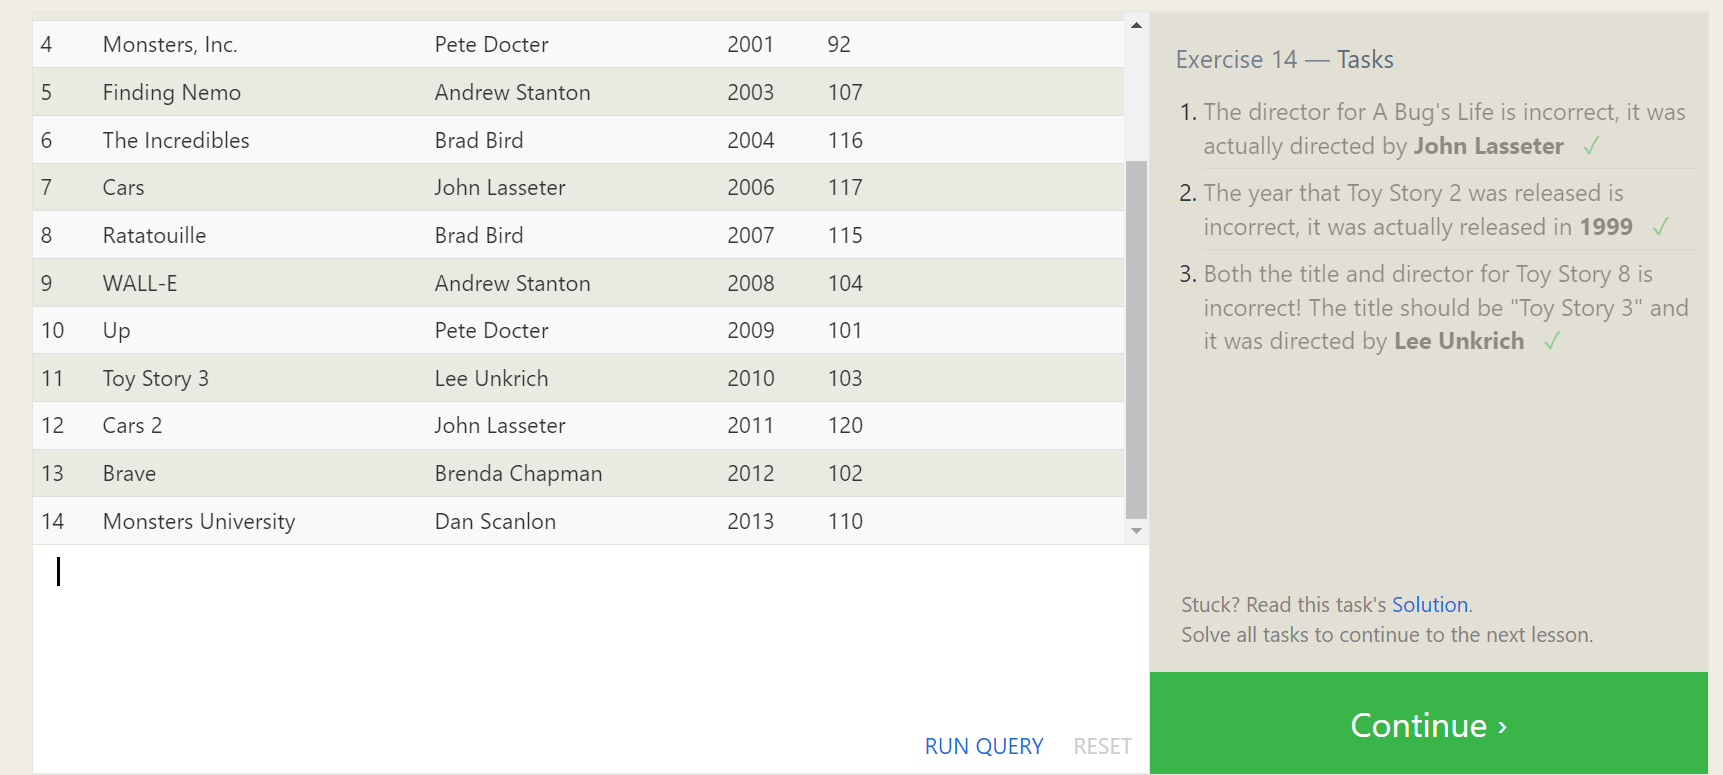 4 Monsters, Inc. Pete Docter 2001 92
5 Finding Nemo Andrew Stanton 2003 107
6 The Incredibles Brad Bird 2004 116
7 Cars John Lasseter 2006 117
8 Ratatouille Brad Bird 2007 115
9 WALL-E Andrew Stanton 2008 104
10 Up Pete Docter 2009 101
11 Toy Story 3 Lee Unkrich 2010 103
12 Cars 2 John Lasseter 2011 120
13 Brave Brenda Chapman 2012 102
14 Monsters University Dan Scanlon 2013 110
RUN QUERY RESET
Exercise 14 — Tasks
1. The director for A Bug's Life is incorrect, it was
actually directed by John Lasseter ✓
2. The year that Toy Story 2 was released is
incorrect, it was actually released in 1999 ✓
3. Both the title and director for Toy Story 8 is
incorrect! The title should be "Toy Story 3" and
it was directed by Lee Unkrich ✓
Stuck? Read this task's Solution.
Solve all tasks to continue to the next lesson.
Continue ›